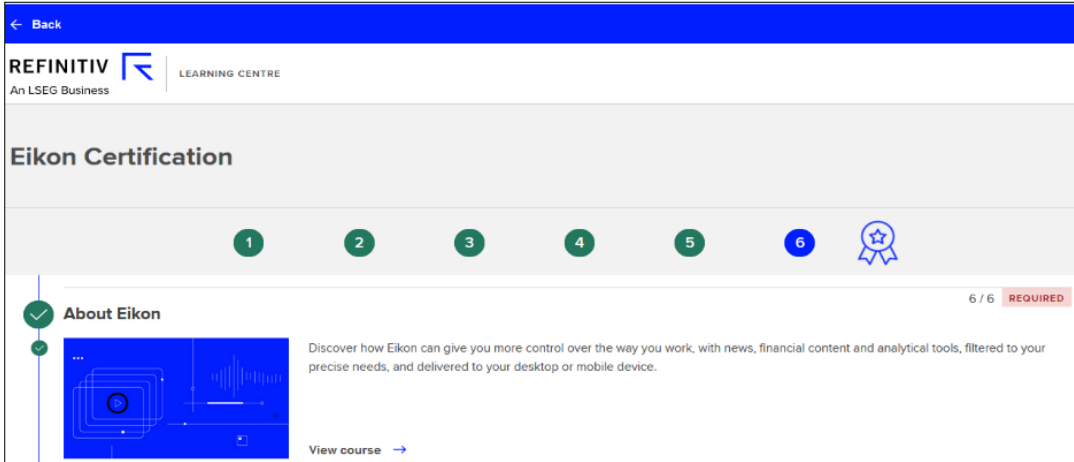 ← Back
REFINITIV
An LSEG Business
LEARNING CENTRE
Eikon Certification
1 2 3 4 5 6
6 / 6 REQUIRED
About Eikon
Discover how Eikon can give you more control over the way you work, with news, financial content and analytical tools, filtered to your
precise needs, and delivered to your desktop or mobile device.
View course →